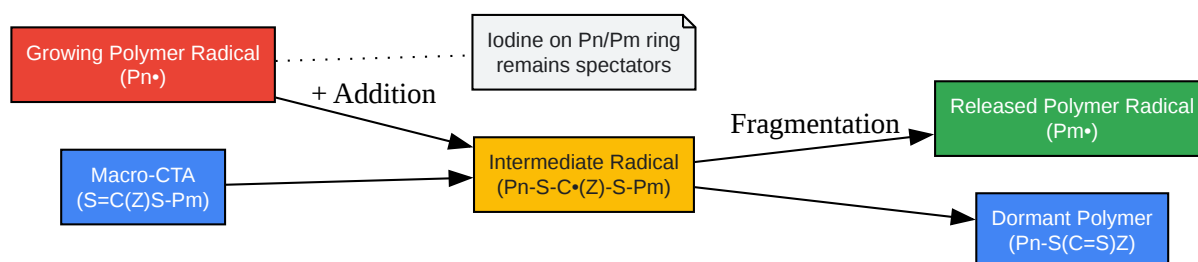 Growing Polymer Radical
(Pn•)
Iodine on Pn/Pm ring
remains spectators
+ Addition
Macro-CTA
(S=C(Z)S-Pm)
Intermediate Radical
(Pn-S-C•(Z)-S-Pm)
Fragmentation
Released Polymer Radical
(Pm•)
Dormant Polymer
(Pn-S(C=S)Z)